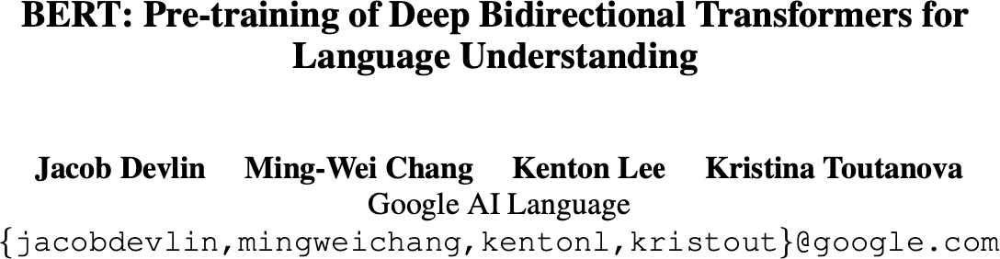 BERT: Pre-training of Deep Bidirectional Transformers for
Language Understanding
Jacob Devlin Ming-Wei Chang Kenton Lee Kristina Toutanova
Google AI Language
{jacobdevlin,mingweichang,kentonl,kristout}@google.com